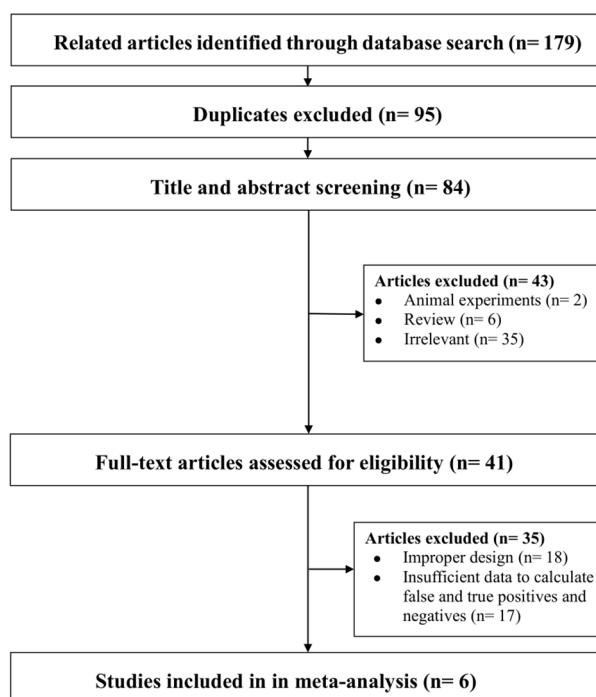 Related articles identified through database search (n= 179)
Duplicates excluded (n= 95)
Title and abstract screening (n= 84)
Articles excluded (n= 43)
• Animal experiments (n= 2)
• Review (n= 6)
• Irrelevant (n= 35)
Full-text articles assessed for eligibility (n= 41)
Articles excluded (n= 35)
• Improper design (n= 18)
• Insufficient data to calculate
false and true positives and
negatives (n= 17)
Studies included in in meta-analysis (n= 6)